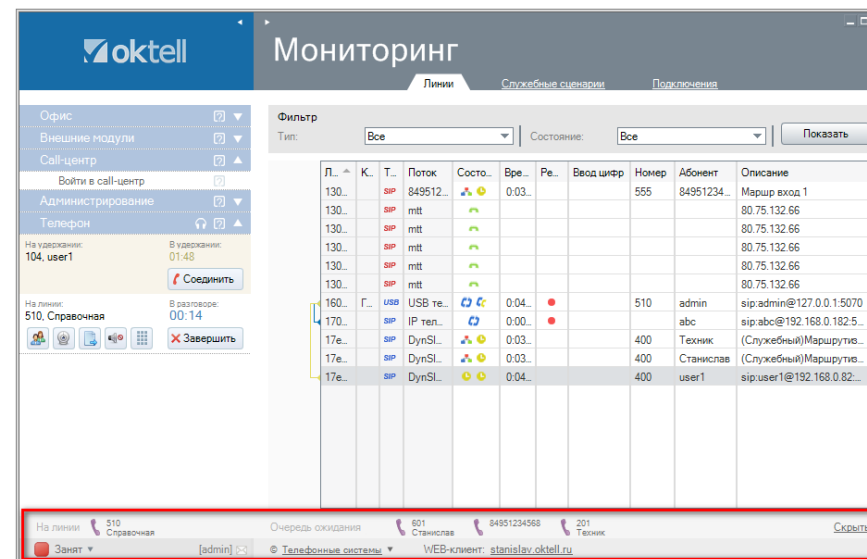 oktell
Мониторинг
Линии Служебные сценарии Подключения
Офис
Внешние модули
Call-центр
Войти в call-центр
Администрирование
Телефон
На удержании: В удержании:
104, user1 01:48
Соединить
На линии: В разговоре:
510, Справочная 00:14
Завершить
Фильтр
Тип: Все Состояние: Все Показать
Л... К... Т... Поток Состо... Вре... Ре... Ввод цифр Номер Абонент Описание
130... SIP 849512... 0:03... 555 84951234... Маршр вход 1
130... SIP mtt 80.75.132.66
130... SIP mtt 80.75.132.66
130... SIP mtt 80.75.132.66
130... SIP mtt 80.75.132.66
130... SIP mtt 80.75.132.66
160... Г... USB USB те... 0:04... 510 admin sip:admin@127.0.0.1:5070
170... SIP IP тел... 0:00... abc sip:abc@192.168.0.182:5...
17e... SIP DynSI... 0:03... 400 Техник (Служебный)Маршрутиз...
17e... SIP DynSI... 0:03... 400 Станислав (Служебный)Маршрутиз...
17e... SIP DynSI... 0:04... 400 user1 sip:user1@192.168.0.82:...
На линии 510 Справочная Очередь ожидания 601 Станислав 84951234568 201 Техник Скрыть
Занят [admin] © Телефонные системы WEB-клиент: stanislav.oktell.ru